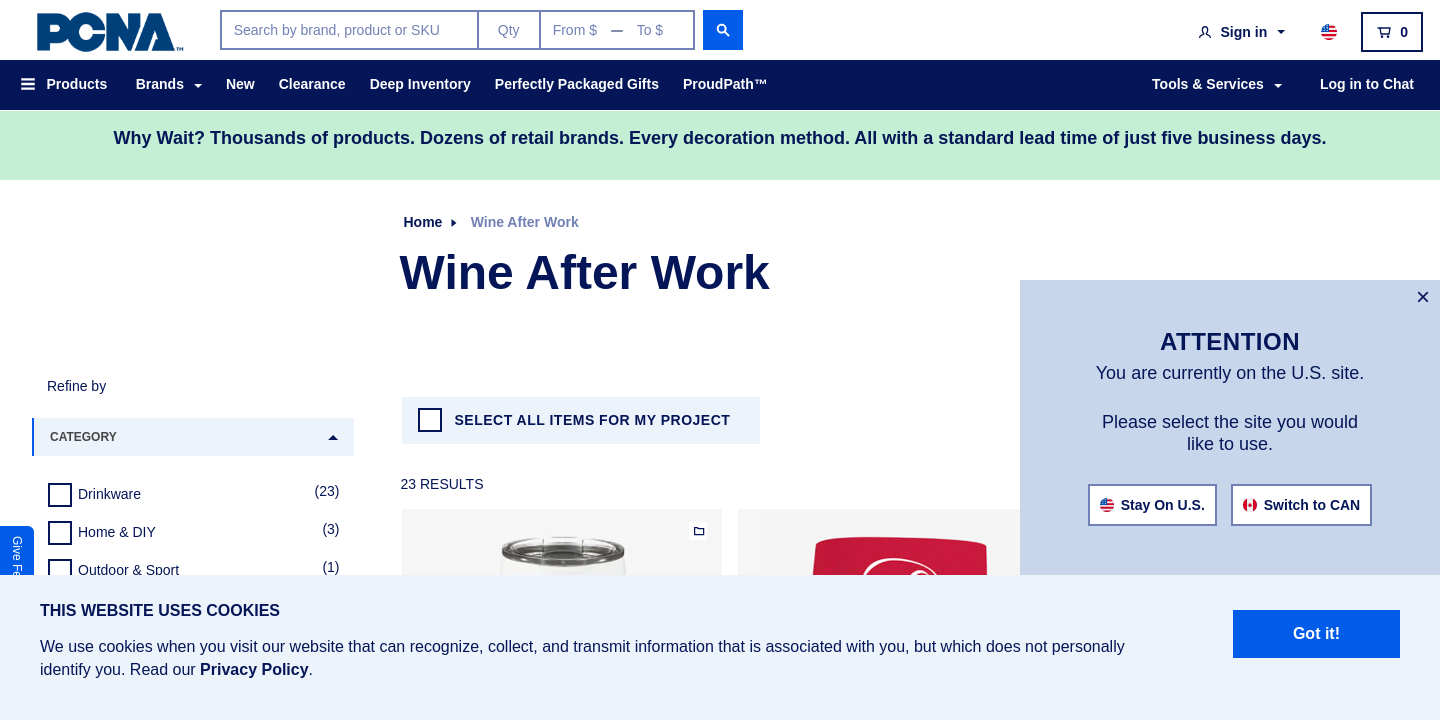 PCNA™
Search by brand, product or SKU
Qty
From $ — To $
Sign in
0
Products
Brands
New
Clearance
Deep Inventory
Perfectly Packaged Gifts
ProudPath™
Tools & Services
Log in to Chat
Why Wait? Thousands of products. Dozens of retail brands. Every decoration method. All with a standard lead time of just five business days.
Home
Wine After Work
Wine After Work
×
ATTENTION
You are currently on the U.S. site.
Please select the site you would
like to use.
Stay On U.S.
Switch to CAN
Refine by
CATEGORY
SELECT ALL ITEMS FOR MY PROJECT
Drinkware (23)
Home & DIY (3)
Outdoor & Sport (1)
23 RESULTS
Give
THIS WEBSITE USES COOKIES
We use cookies when you visit our website that can recognize, collect, and transmit information that is associated with you, but which does not personally
identify you. Read our Privacy Policy.
Got it!